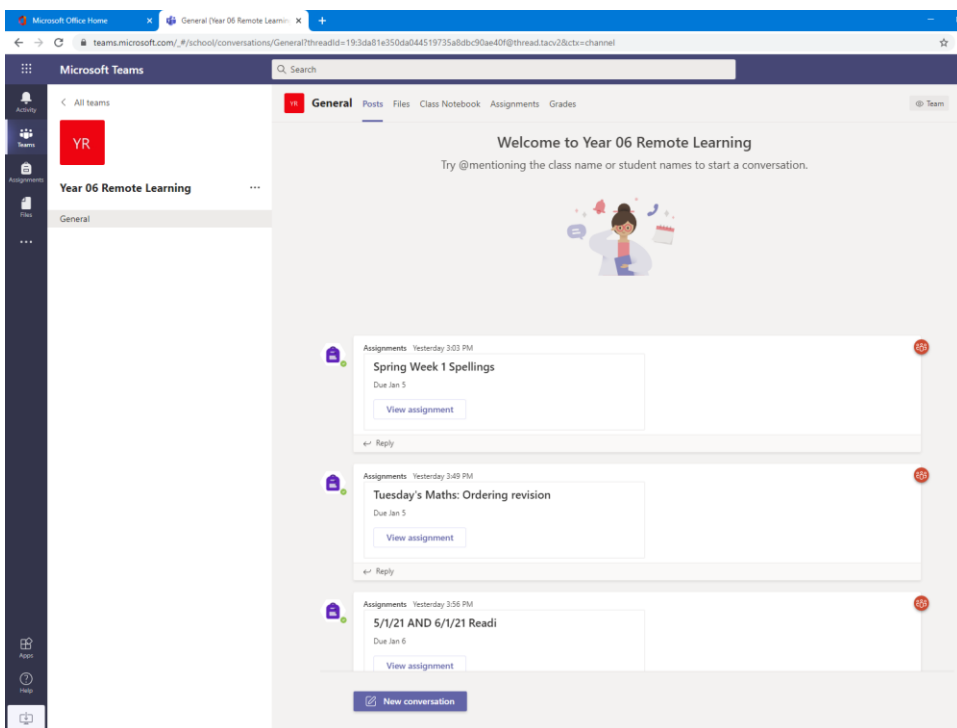 Microsoft Office Home
General (Year 06 Remote Learnin
teams.microsoft.com/_#/school/conversations/General?threadId=19:3da81e350da044519735a8dbc90ae40f@thread.tacv2&ctx=channel
Microsoft Teams
Search
Activity
Teams
Assignments
Files
Apps
Help
All teams
YR
Year 06 Remote Learning
General
YR General Posts Files Class Notebook Assignments Grades Team
Welcome to Year 06 Remote Learning
Try @mentioning the class name or student names to start a conversation.
Assignments Yesterday 3:03 PM
Spring Week 1 Spellings
Due Jan 5
View assignment
Reply
Assignments Yesterday 3:49 PM
Tuesday's Maths: Ordering revision
Due Jan 5
View assignment
Reply
Assignments Yesterday 3:56 PM
5/1/21 AND 6/1/21 Readi
Due Jan 6
View assignment
New conversation